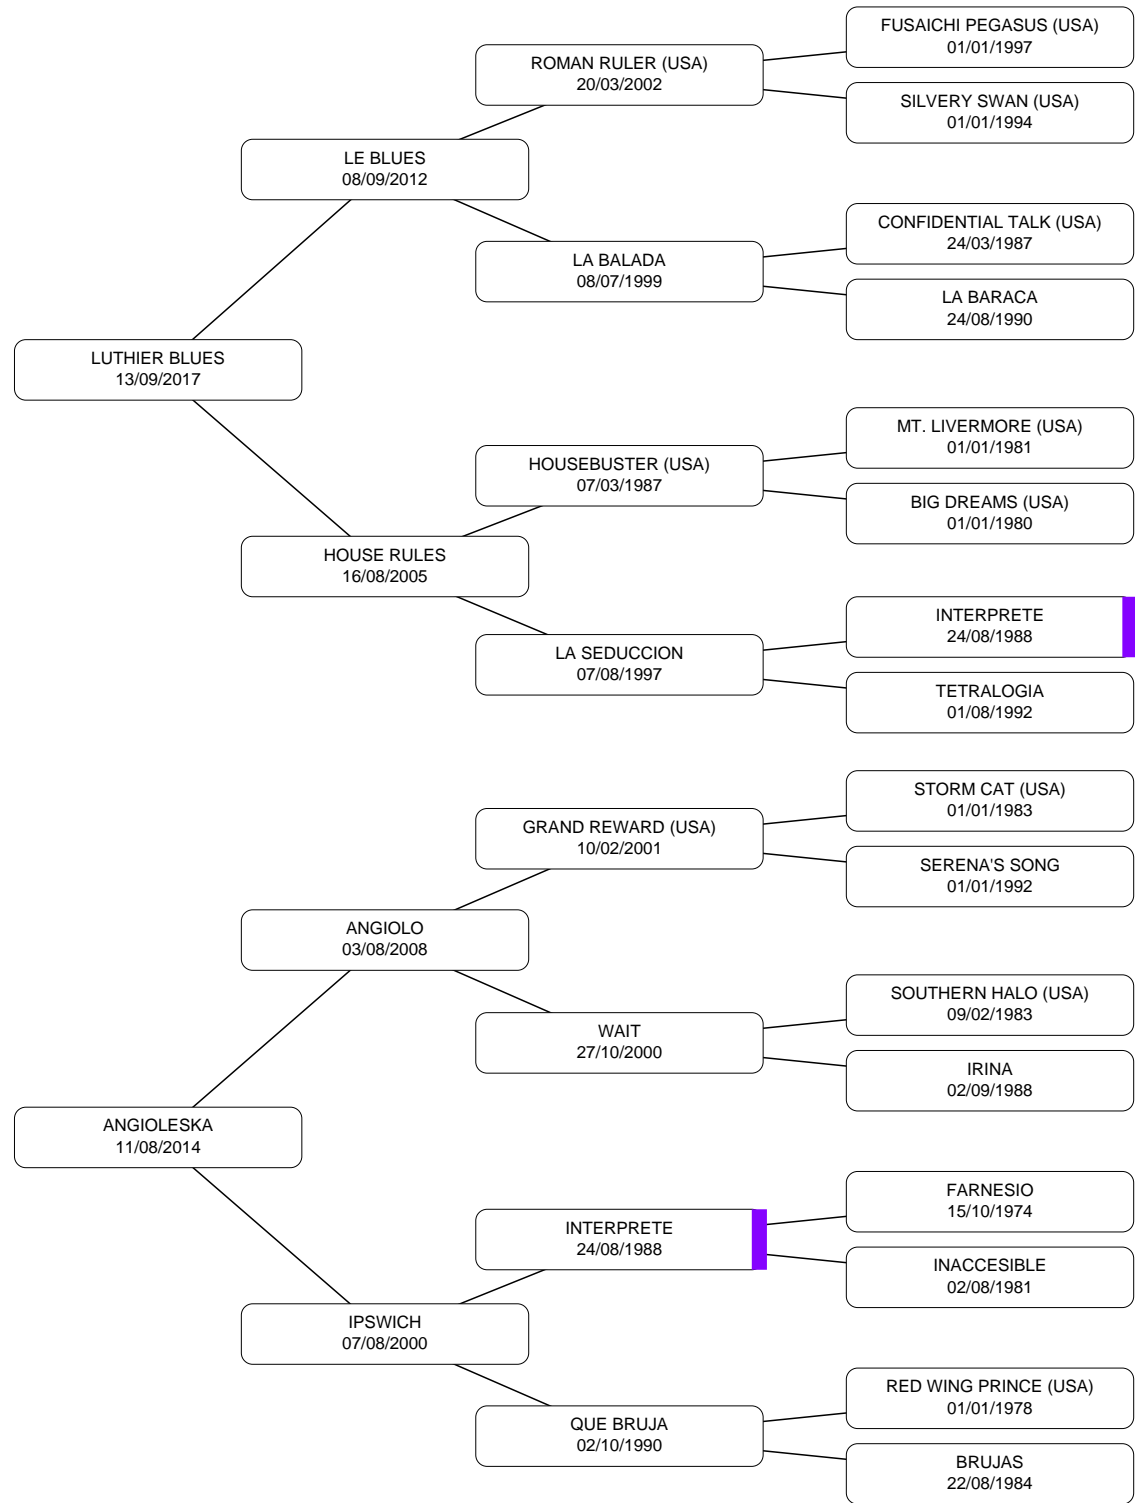 FUSAICHI PEGASUS (USA)
01/01/1997
ROMAN RULER (USA)
20/03/2002
SILVERY SWAN (USA)
01/01/1994
LE BLUES
08/09/2012
CONFIDENTIAL TALK (USA)
24/03/1987
LA BALADA
08/07/1999
LA BARACA
24/08/1990
LUTHIER BLUES
13/09/2017
MT. LIVERMORE (USA)
01/01/1981
HOUSEBUSTER (USA)
07/03/1987
BIG DREAMS (USA)
01/01/1980
HOUSE RULES
16/08/2005
INTERPRETE
24/08/1988
LA SEDUCCION
07/08/1997
TETRALOGIA
01/08/1992
STORM CAT (USA)
01/01/1983
GRAND REWARD (USA)
10/02/2001
SERENA'S SONG
01/01/1992
ANGIOLO
03/08/2008
SOUTHERN HALO (USA)
09/02/1983
WAIT
27/10/2000
IRINA
02/09/1988
ANGIOLESKA
11/08/2014
FARNESIO
15/10/1974
INTERPRETE
24/08/1988
INACCESIBLE
02/08/1981
IPSWICH
07/08/2000
RED WING PRINCE (USA)
01/01/1978
QUE BRUJA
02/10/1990
BRUJAS
22/08/1984